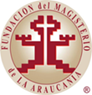 FUNDACION del MAGISTERIO
de LA ARAUCANIA
®